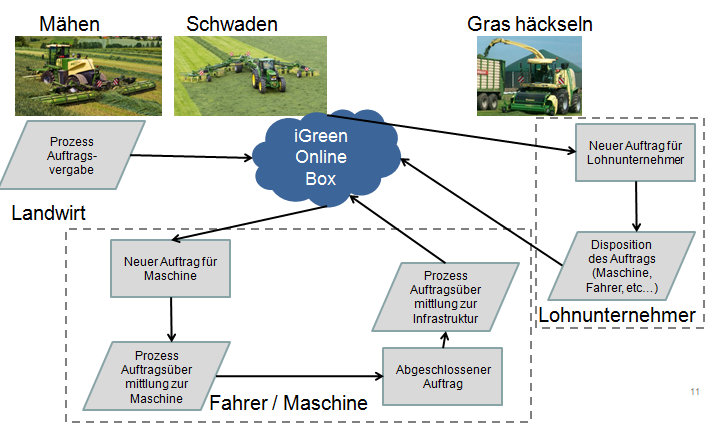 Mähen
Schwaden
Gras häckseln
Prozess
Auftrags-
vergabe
iGreen
Online
Box
Neuer Auftrag für
Lohnunternehmer
Landwirt
Neuer Auftrag für
Maschine
Prozess
Auftragsüber
mittlung zur
Infrastruktur
Disposition
des Auftrags
(Maschine,
Fahrer, etc…)
Lohnunternehmer
Prozess
Auftragsüber
mittlung zur
Maschine
Abgeschlossener
Auftrag
Fahrer / Maschine
11